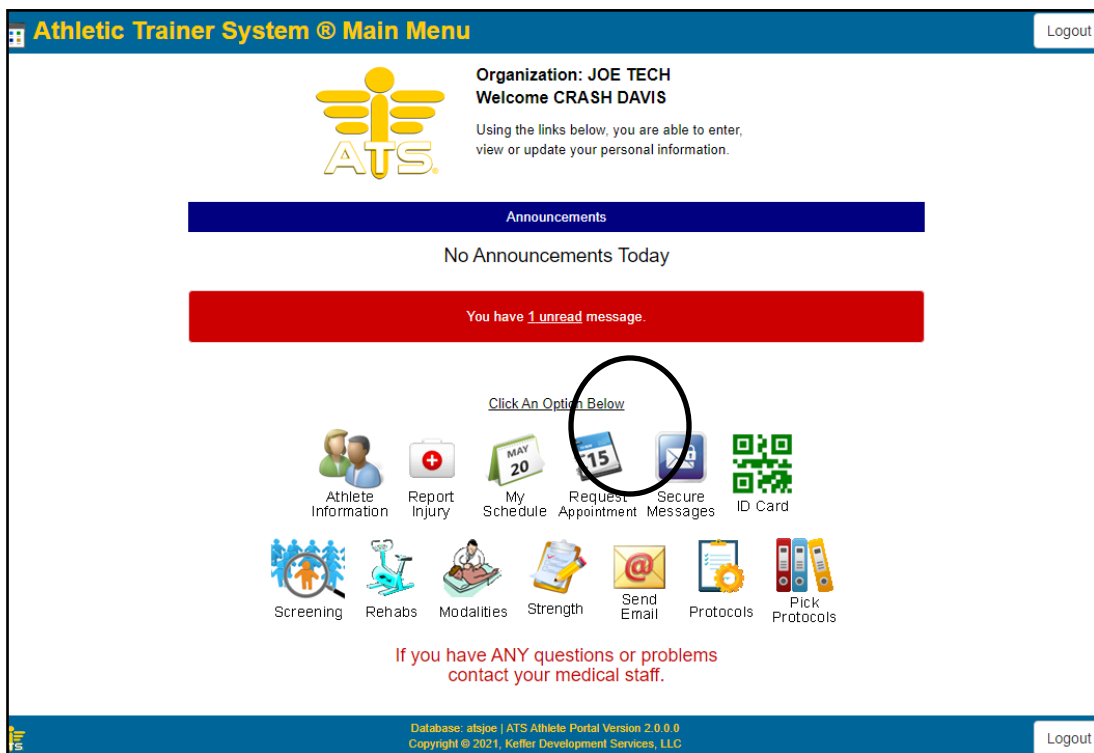 Athletic Trainer System ® Main Menu
Logout
Organization: JOE TECH
Welcome CRASH DAVIS
Using the links below, you are able to enter,
view or update your personal information.
ATS®
Announcements
No Announcements Today
You have 1 unread message.
Click An Option Below
MAY
20
15
Athlete
Information
Report
Injury
My
Schedule
Request
Appointment
Secure
Messages
ID Card
@
Screening
Rehabs
Modalities
Strength
Send
Email
Protocols
Pick
Protocols
If you have ANY questions or problems
contact your medical staff.
ATS
Database: atsjoe | ATS Athlete Portal Version 2.0.0.0
Copyright © 2021, Keffer Development Services, LLC
Logout